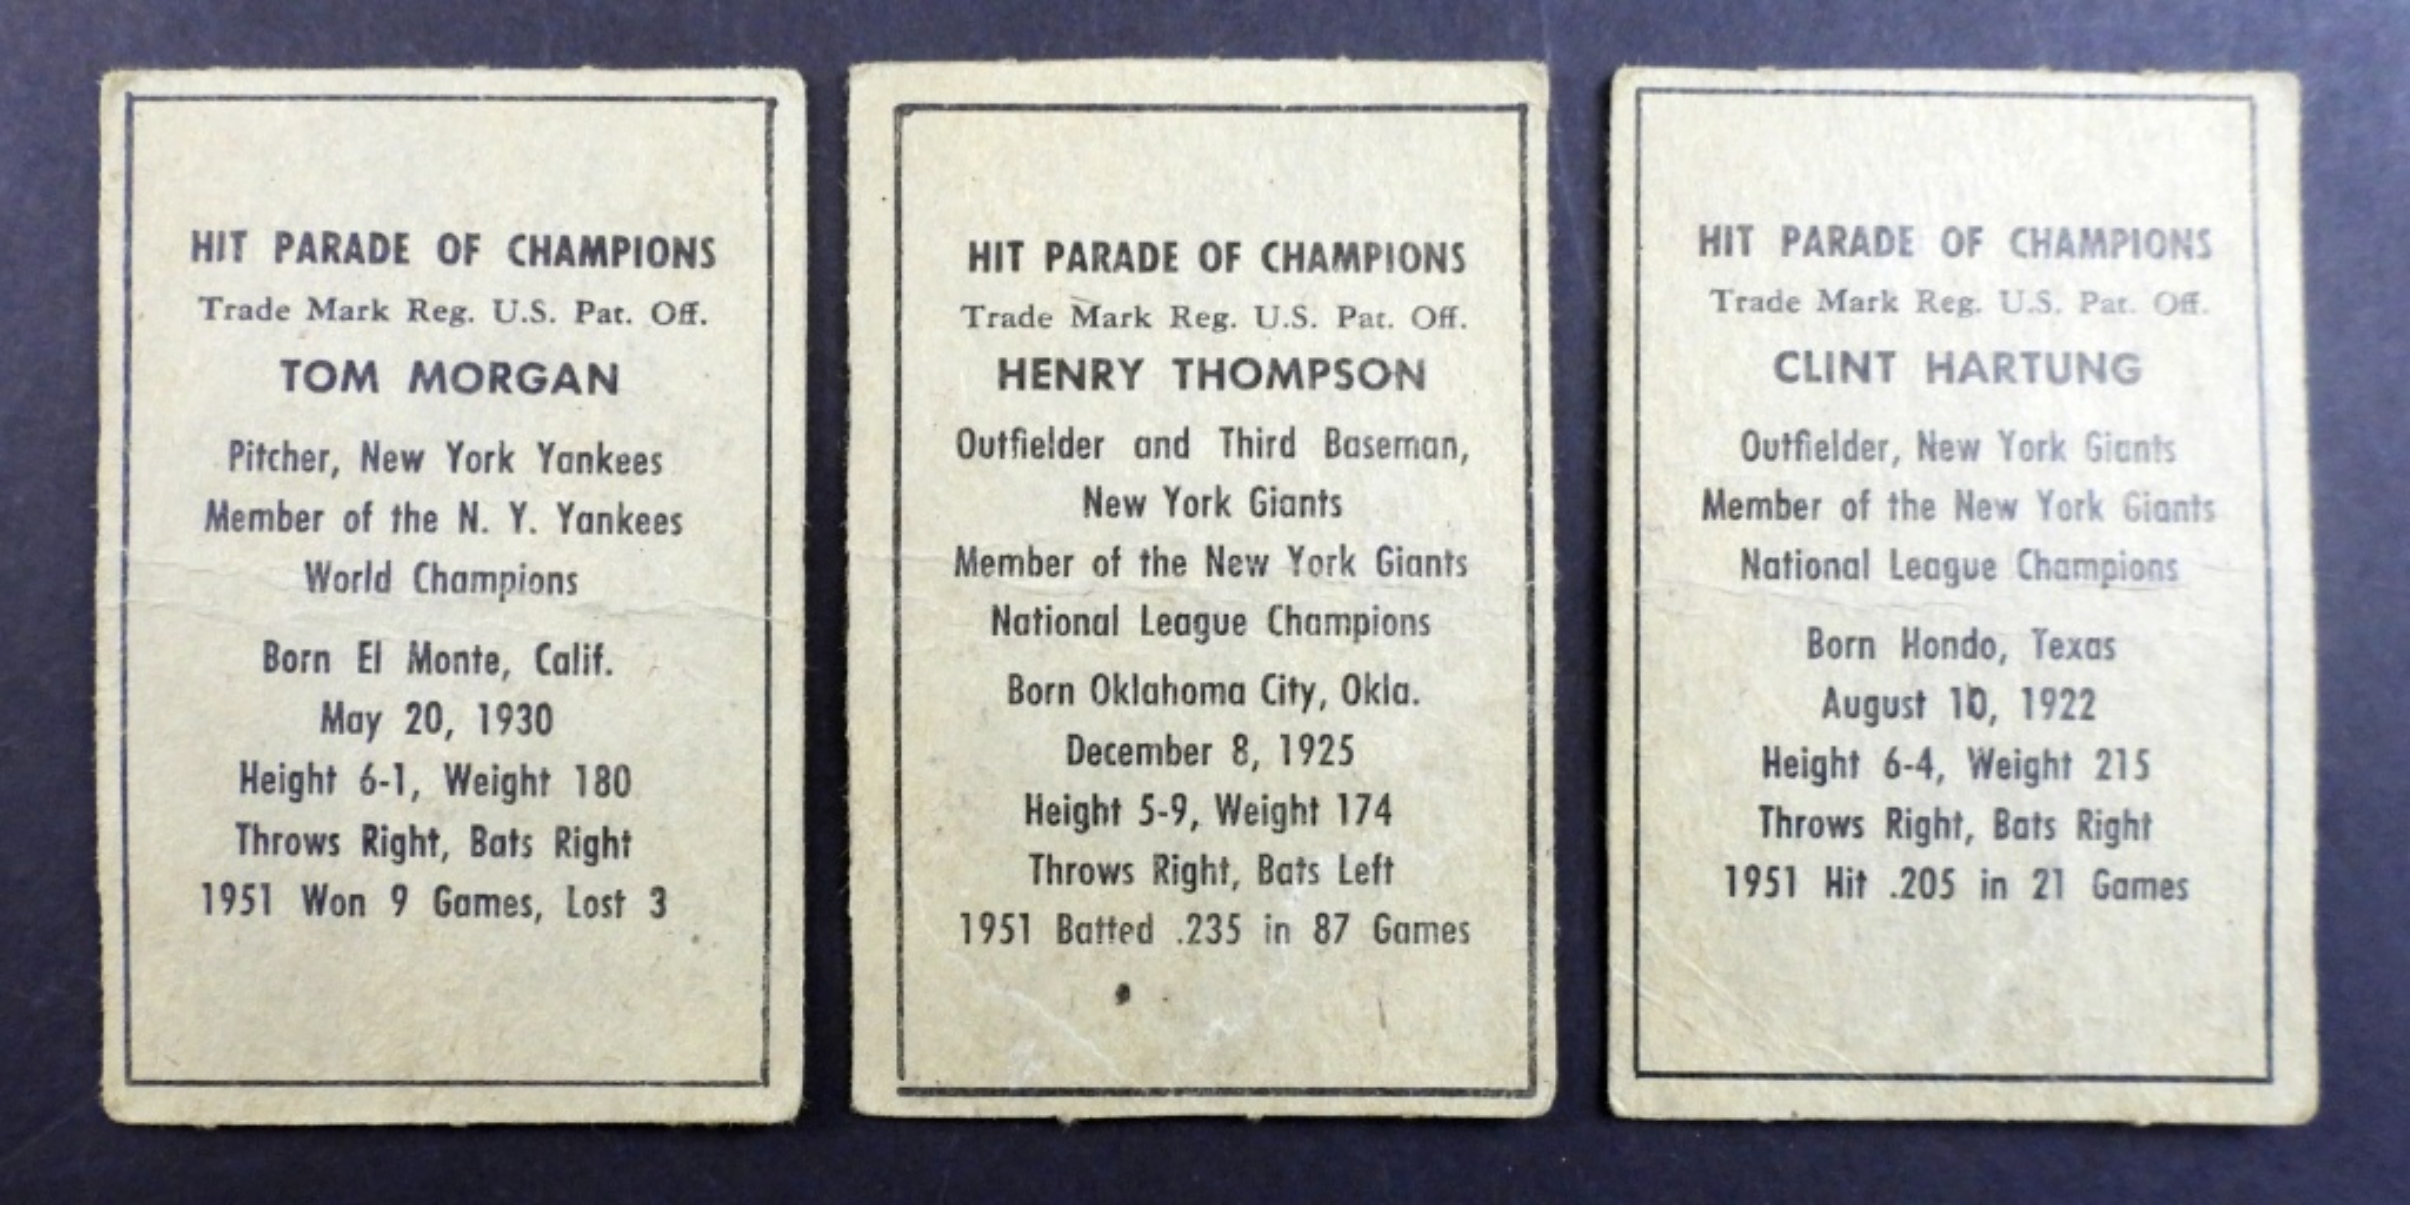 HIT PARADE OF CHAMPIONS
Trade Mark Reg. U.S. Pat. Off.
TOM MORGAN
Pitcher, New York Yankees
Member of the N. Y. Yankees
World Champions
Born El Monte, Calif.
May 20, 1930
Height 6-1, Weight 180
Throws Right, Bats Right
1951 Won 9 Games, Lost 3
HIT PARADE OF CHAMPIONS
Trade Mark Reg. U.S. Pat. Off.
HENRY THOMPSON
Outfielder and Third Baseman,
New York Giants
Member of the New York Giants
National League Champions
Born Oklahoma City, Okla.
December 8, 1925
Height 5-9, Weight 174
Throws Right, Bats Left
1951 Batted .235 in 87 Games
HIT PARADE OF CHAMPIONS
Trade Mark Reg. U.S. Pat. Off.
CLINT HARTUNG
Outfielder, New York Giants
Member of the New York Giants
National League Champions
Born Hondo, Texas
August 10, 1922
Height 6-4, Weight 215
Throws Right, Bats Right
1951 Hit .205 in 21 Games